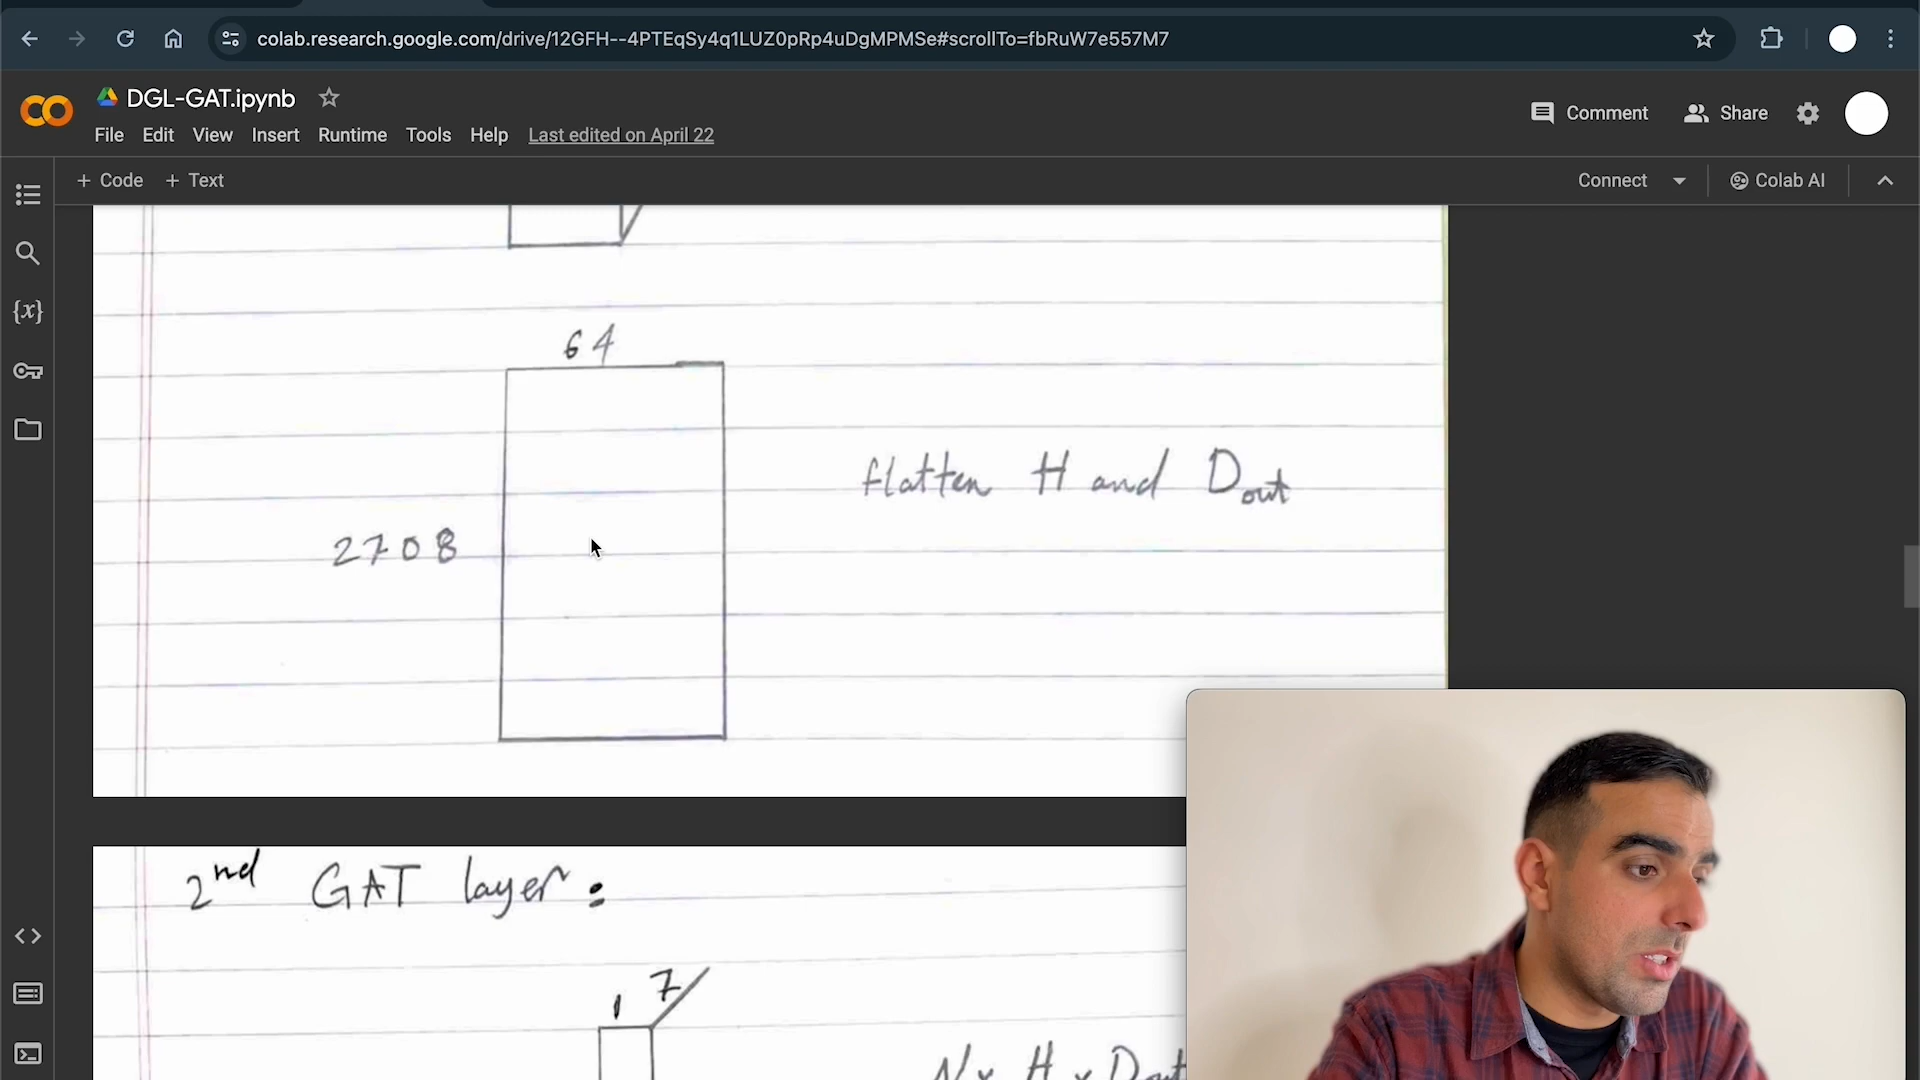 colab.research.google.com/drive/12GFH--4PTEqSy4q1LUZ0pRp4uDgMPMSe#scrollTo=fbRuW7e557M7
DGL-GAT.ipynb
Comment
Share
File Edit View Insert Runtime Tools Help Last edited on April 22
+ Code + Text
Connect
Colab AI
{x}
64
flatten H and Dout
2708
2nd GAT layer:
7
1
N x H x Dout